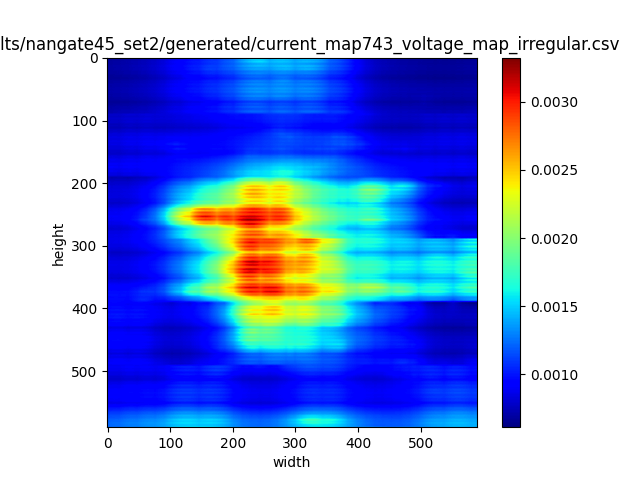 lts/nangate45_set2/generated/current_map743_voltage_map_irregular.csv
0
100
200
300
400
500
height
0 100 200 300 400 500
width
0.0030
0.0025
0.0020
0.0015
0.0010